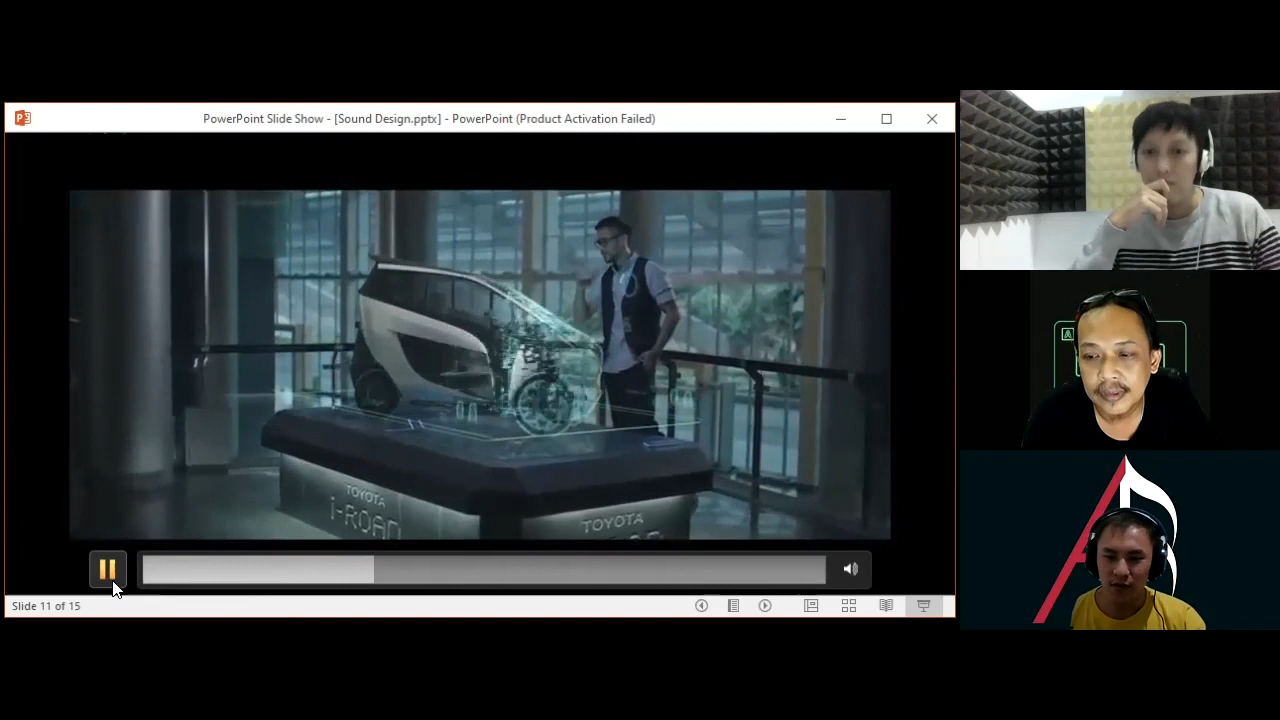 PowerPoint Slide Show - [Sound Design.pptx] - PowerPoint (Product Activation Failed)
A
TOYOTA
i-ROAD
TOYOTA
Slide 11 of 15